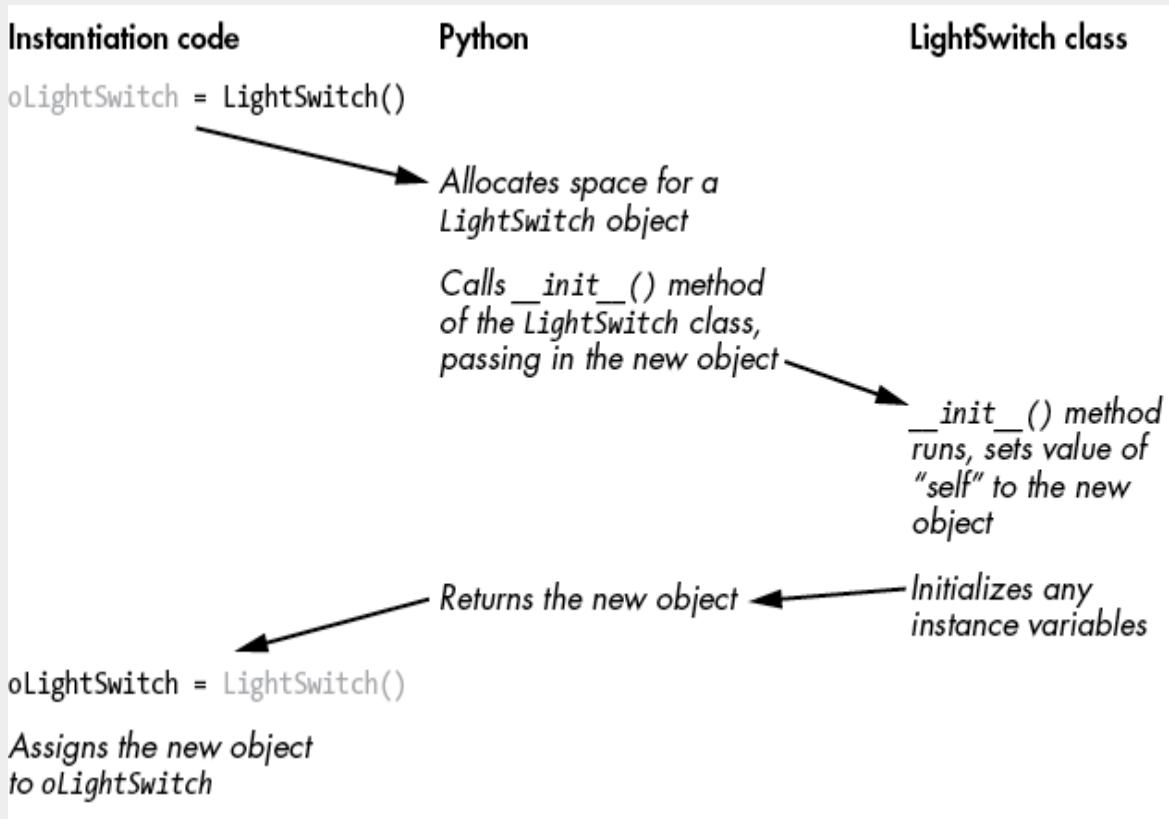 Instantiation code
Python
LightSwitch class
oLightSwitch = LightSwitch()
Allocates space for a
LightSwitch object
Calls __init__() method
of the LightSwitch class,
passing in the new object
__init__() method
runs, sets value of
“self” to the new
object
Initializes any
instance variables
Returns the new object
oLightSwitch = LightSwitch()
Assigns the new object
to oLightSwitch